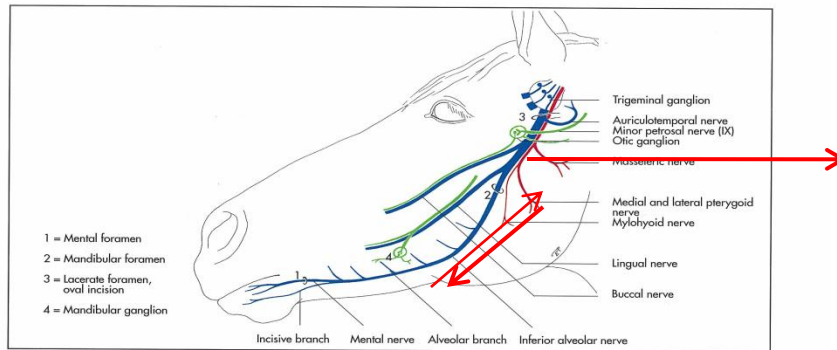 3
Trigeminal ganglion
Auriculotemporal nerve
Minor petrosal nerve (IX)
Otic ganglion
Masseteric nerve
2
Medial and lateral pterygoid
nerve
Mylohyoid nerve
1 = Mental foramen
2 = Mandibular foramen
3 = Lacerate foramen,
oval incision
4 = Mandibular ganglion
4
1
Lingual nerve
Buccal nerve
Incisive branch
Mental nerve
Alveolar branch
Inferior alveolar nerve